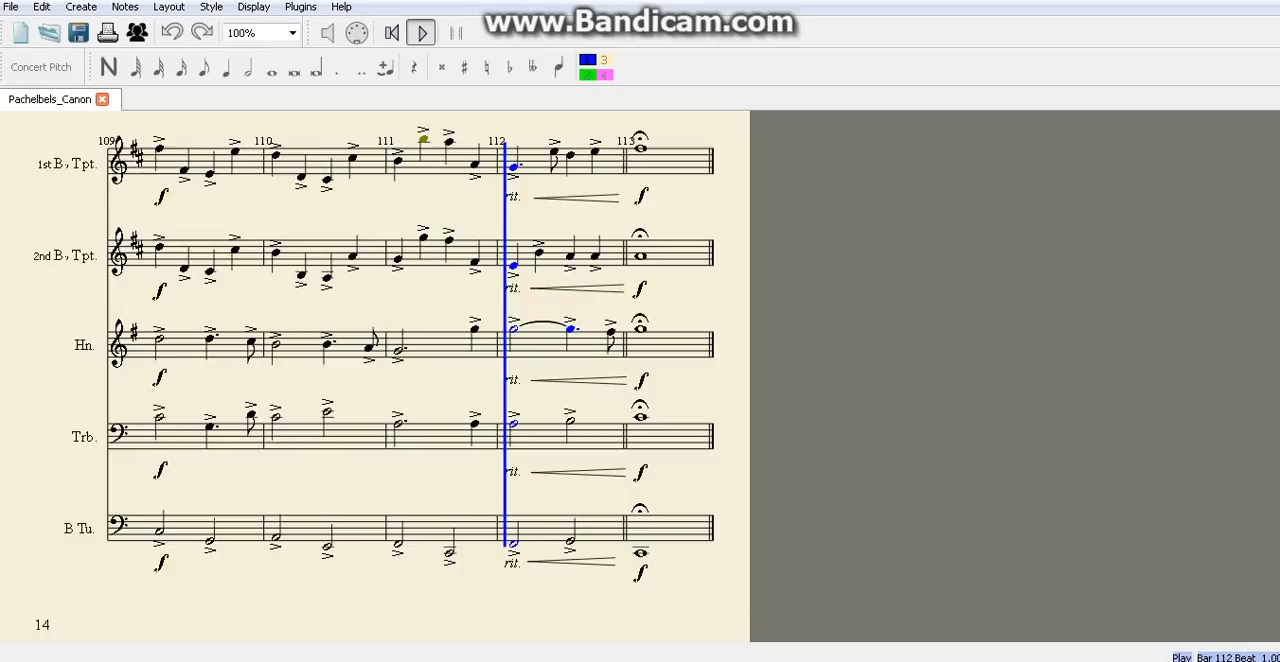 File Edit Create Notes Layout Style Display Plugins Help
www.Bandicam.com
100%
Concert Pitch
1 3
2 4
Pachelbels_Canon
109 110 111 112 113
1st B♭ Tpt.
f rit. f
2nd B♭ Tpt.
f rit. f
Hn.
f rit. f
Trb.
f rit. f
B Tu.
f rit. f
14
Play Bar 112 Beat 1.00